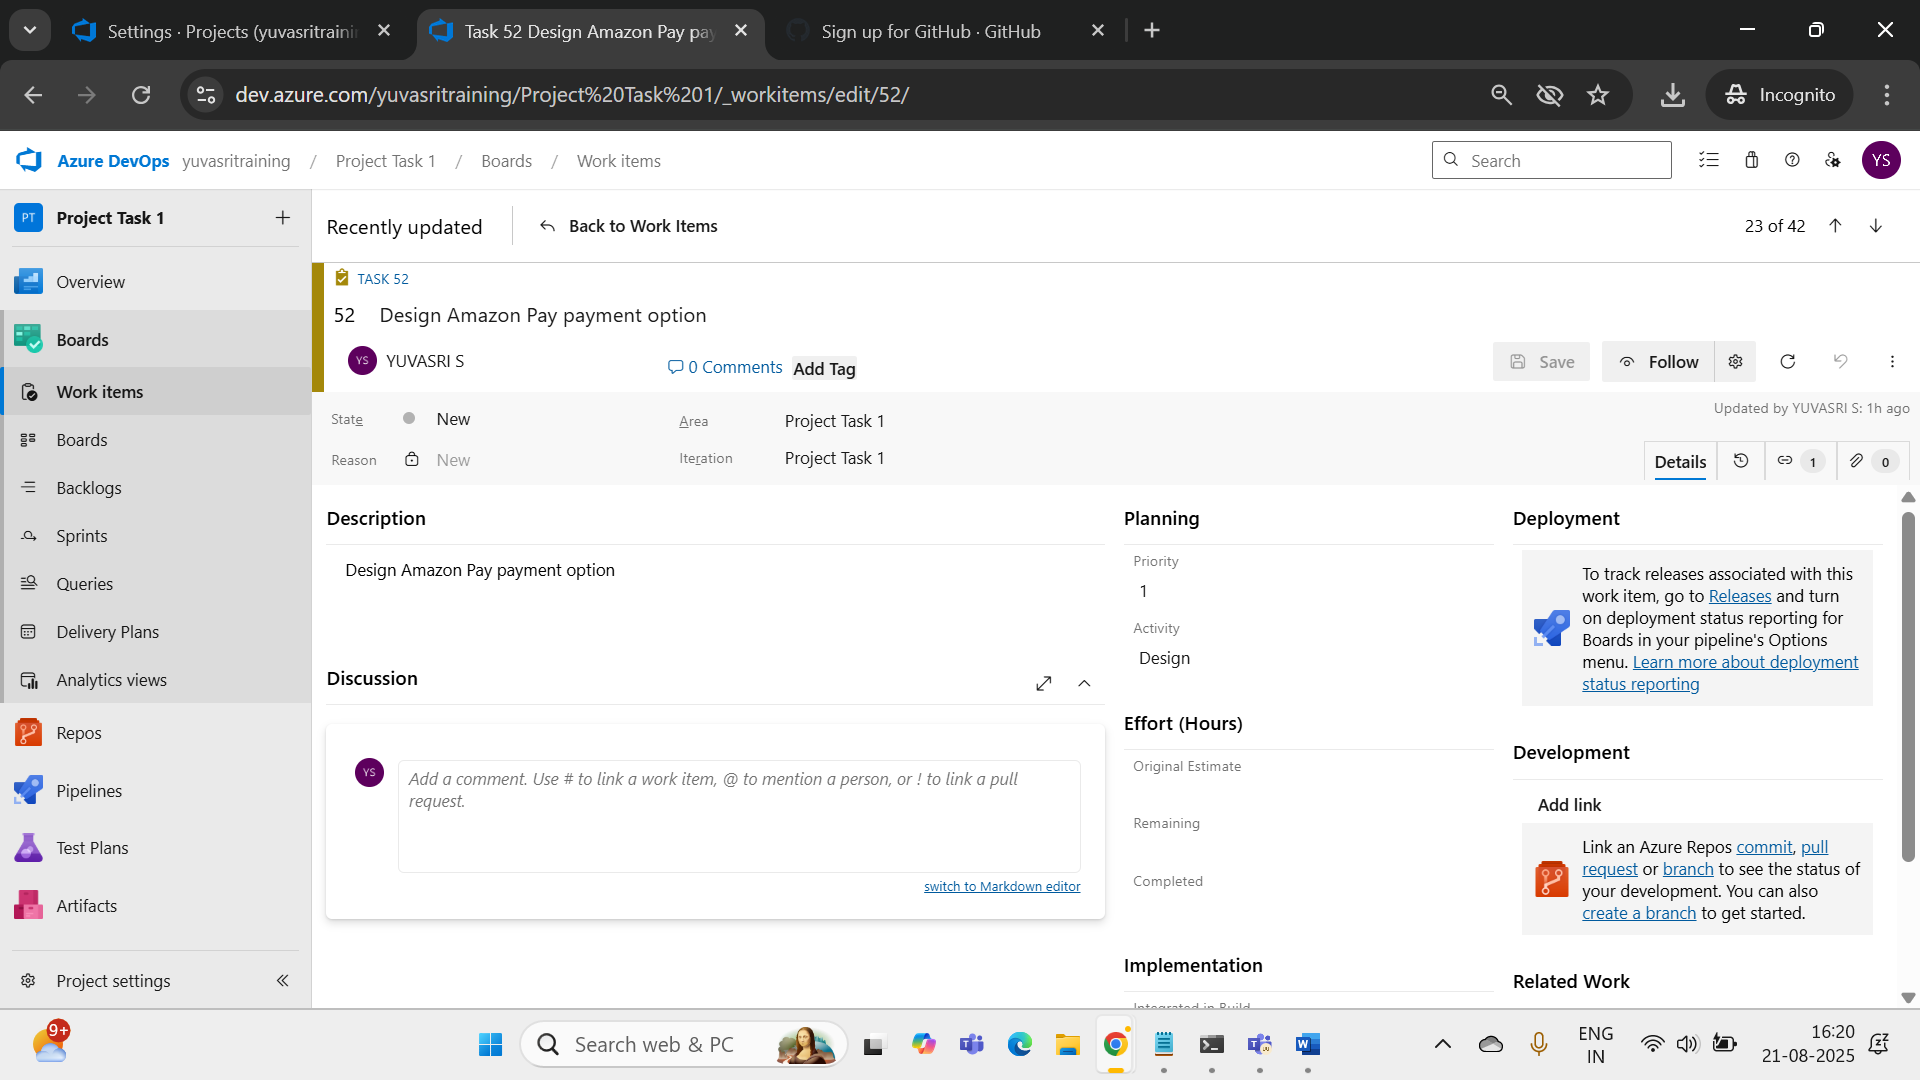 Settings · Projects (yuvasritrainin
Task 52 Design Amazon Pay pay
Sign up for GitHub · GitHub
dev.azure.com/yuvasritraining/Project%20Task%201/_workitems/edit/52/
Incognito
Azure DevOps yuvasritraining / Project Task 1 / Boards / Work items
Search
YS
PT Project Task 1
Recently updated
Back to Work Items
23 of 42
Overview
Boards
Work items
Boards
Backlogs
Sprints
Queries
Delivery Plans
Analytics views
Repos
Pipelines
Test Plans
Artifacts
Project settings
TASK 52
52 Design Amazon Pay payment option
YS YUVASRI S
0 Comments
Add Tag
Save
Follow
State New
Area Project Task 1
Updated by YUVASRI S: 1h ago
Reason New
Iteration Project Task 1
Details
1
0
Description
Design Amazon Pay payment option
Discussion
YS
Add a comment. Use # to link a work item, @ to mention a person, or ! to link a pull
request.
switch to Markdown editor
Planning
Priority
1
Activity
Design
Effort (Hours)
Original Estimate
Remaining
Completed
Implementation
Integrated in Build
Deployment
To track releases associated with this
work item, go to Releases and turn
on deployment status reporting for
Boards in your pipeline's Options
menu. Learn more about deployment
status reporting
Development
Add link
Link an Azure Repos commit, pull
request or branch to see the status of
your development. You can also
create a branch to get started.
Related Work
9+
Search web & PC
ENG
IN
16:20
21-08-2025